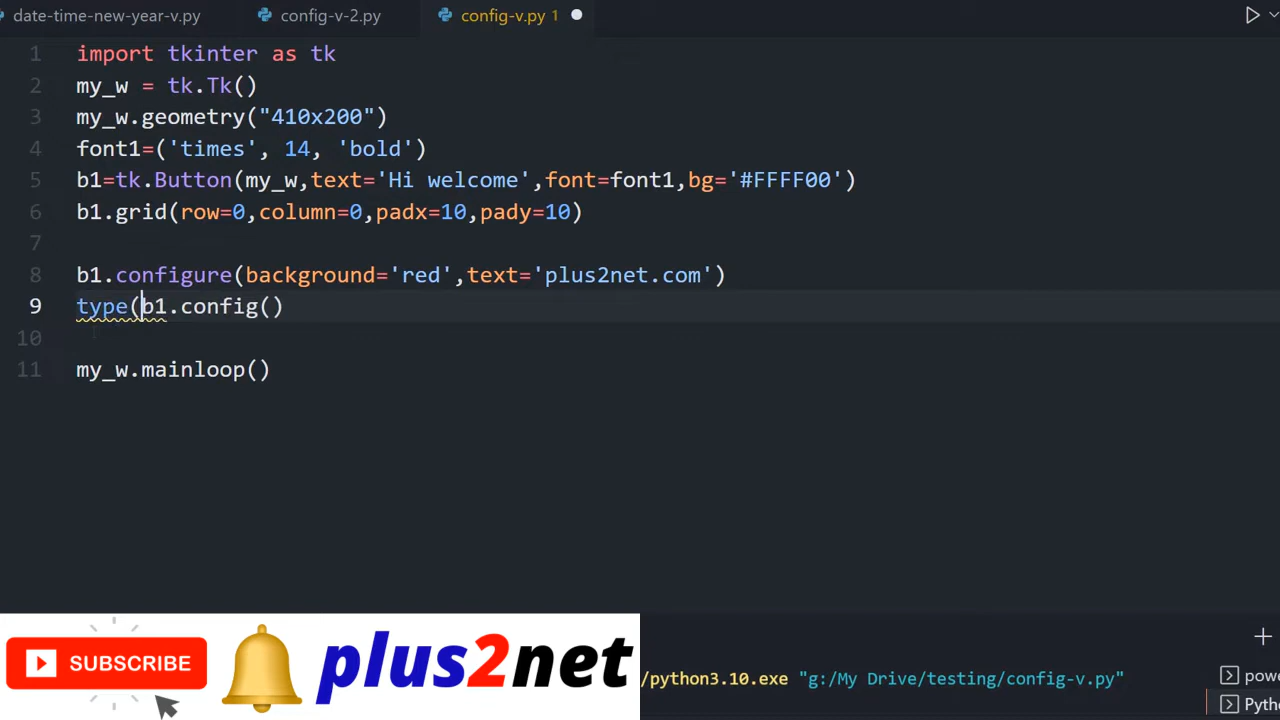 date-time-new-year-v.py config-v-2.py config-v.py 1
1 import tkinter as tk
2 my_w = tk.Tk()
3 my_w.geometry("410x200")
4 font1=('times', 14, 'bold')
5 b1=tk.Button(my_w,text='Hi welcome',font=font1,bg='#FFFF00')
6 b1.grid(row=0,column=0,padx=10,pady=10)
7
8 b1.configure(background='red',text='plus2net.com')
9 type(b1.config()
10
11 my_w.mainloop()
SUBSCRIBE plus2net
/python3.10.exe "g:/My Drive/testing/config-v.py"
powe
Pytho